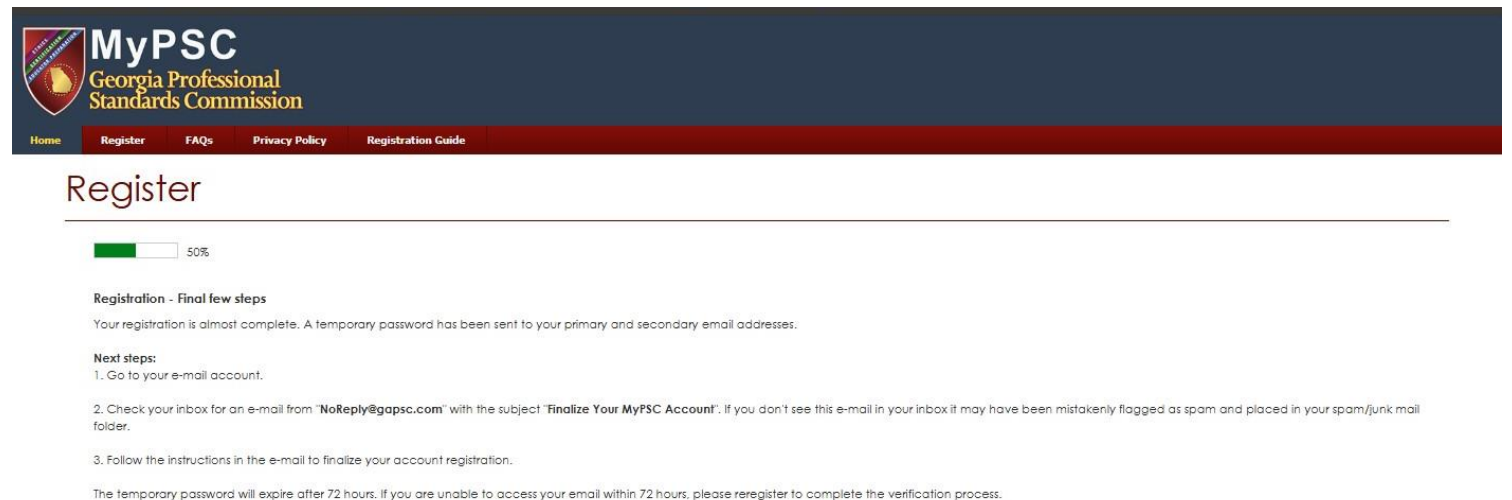 ETHICS
CERTIFICATION
EDUCATOR PREPARATION
MyPSC
Georgia Professional
Standards Commission
Home Register FAQs Privacy Policy Registration Guide
Register
50%
Registration - Final few steps
Your registration is almost complete. A temporary password has been sent to your primary and secondary email addresses.
Next steps:
1. Go to your e-mail account.
2. Check your inbox for an e-mail from "NoReply@gapsc.com" with the subject "Finalize Your MyPSC Account". If you don't see this e-mail in your inbox it may have been mistakenly flagged as spam and placed in your spam/junk mail
folder.
3. Follow the instructions in the e-mail to finalize your account registration.
The temporary password will expire after 72 hours. If you are unable to access your email within 72 hours, please reregister to complete the verification process.